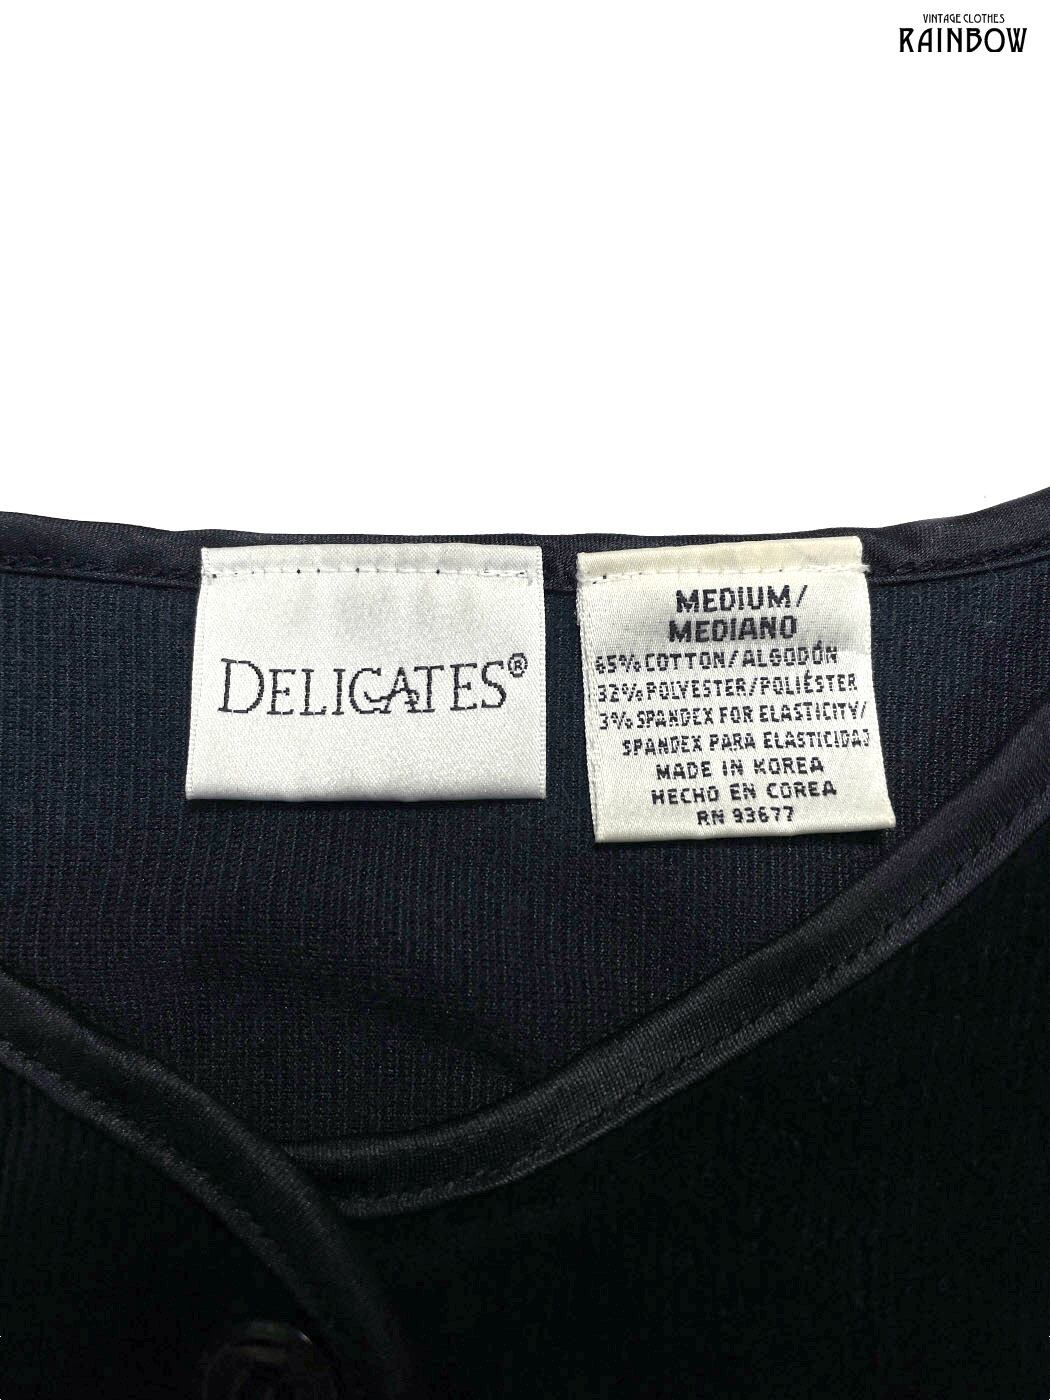 VINTAGE CLOTHES
RAINBOW
DELICATES®
MEDIUM/
MEDIANO
65% COTTON/ALGODÓN
32% POLYESTER/POLIÉSTER
3% SPANDEX FOR ELASTICITY/
SPANDEX PARA ELASTICIDAD
MADE IN KOREA
HECHO EN COREA
RN 93677